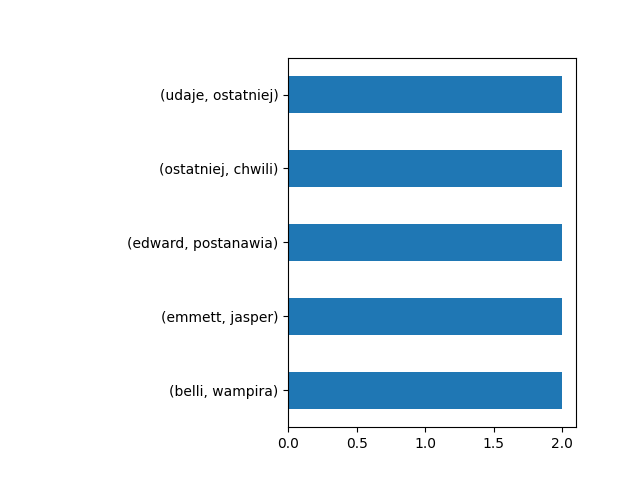 (udaje, ostatniej)
(ostatniej, chwili)
(edward, postanawia)
(emmett, jasper)
(belli, wampira)
0.0 0.5 1.0 1.5 2.0